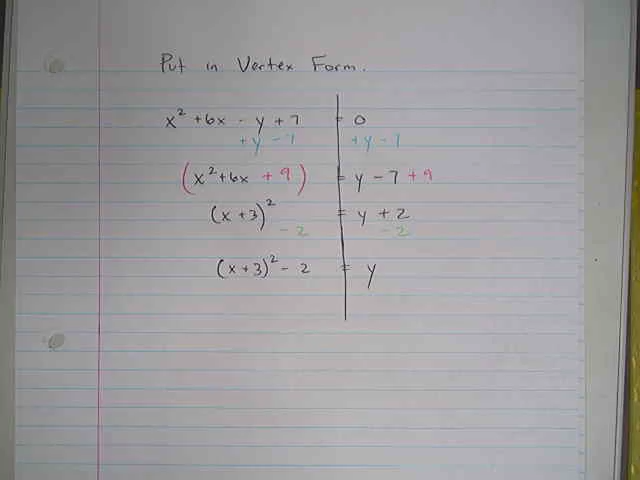 Put in Vertex Form.
x² + 6x - y + 7 = 0
+y - 7 +y - 7
(x² + 6x + 9) = y - 7 + 9
(x + 3)² = y + 2
- 2 - 2
(x + 3)² - 2 = y